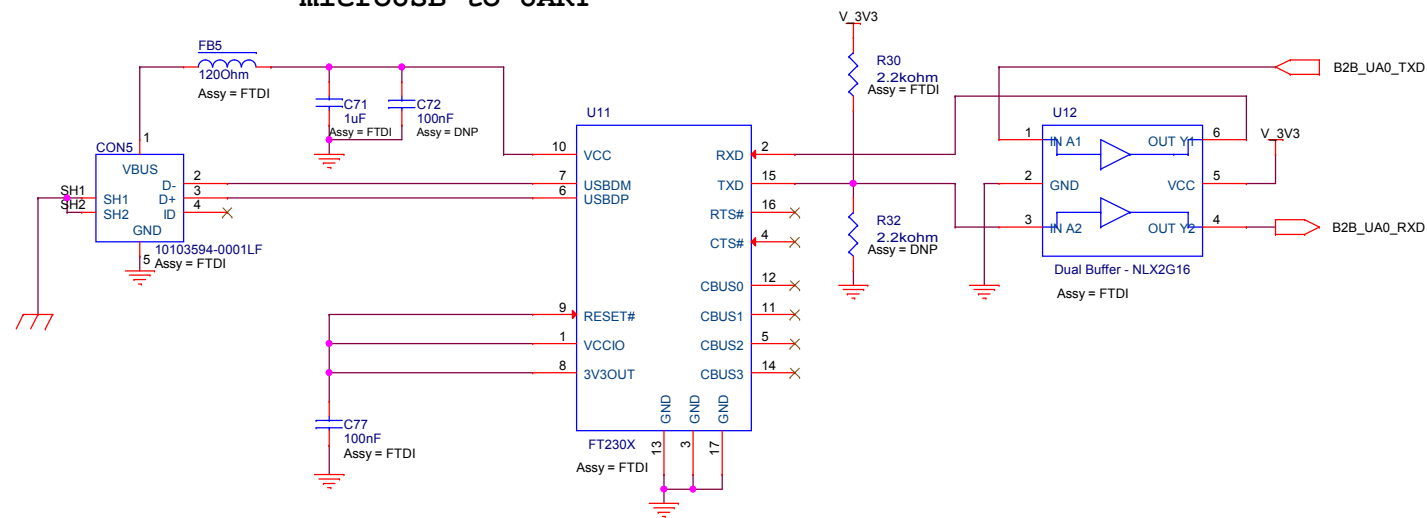 microUSB to UART
V_3V3
FB5
120Ohm
Assy = FTDI
R30
2.2kohm
Assy = FTDI
B2B_UA0_TXD
C71
1uF
Assy = FTDI
C72
100nF
Assy = DNP
U11
U12
1
CON5
VBUS
D-
D+
ID
GND
SH1
SH2
SH1
SH2
2
3
4
5
10103594-0001LF
Assy = FTDI
10
VCC
7
USBDM
6
USBDP
9
RESET#
1
VCCIO
8
3V3OUT
RXD
2
TXD
15
RTS#
16
CTS#
4
CBUS0
12
CBUS1
11
CBUS2
5
CBUS3
14
GND
GND
GND
13
3
17
FT230X
Assy = FTDI
R32
2.2kohm
Assy = DNP
1
IN A1
OUT Y1
6
V_3V3
2
GND
VCC
5
3
IN A2
OUT Y2
4
B2B_UA0_RXD
Dual Buffer - NLX2G16
Assy = FTDI
C77
100nF
Assy = FTDI